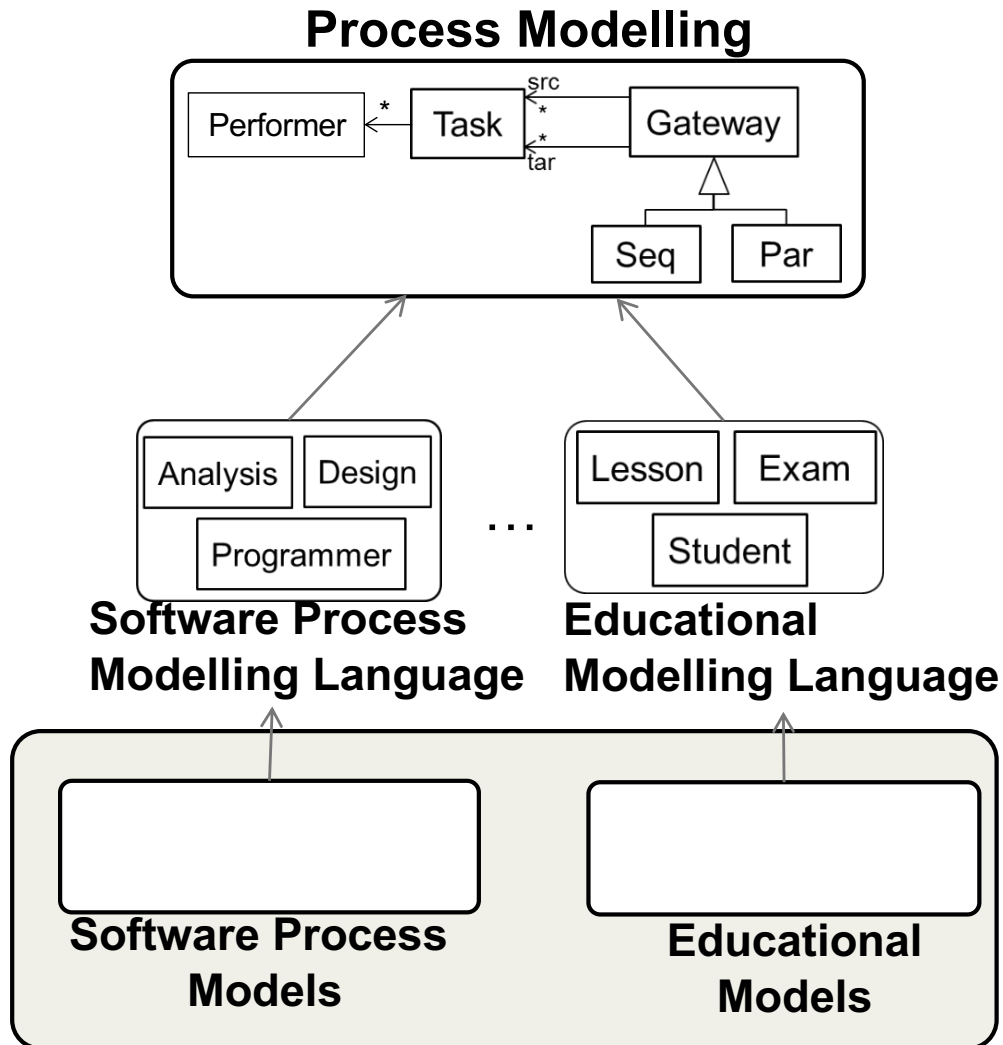 Process Modelling
src
Performer
*
Task
*
Gateway
*
tar
Seq
Par
Analysis
Design
Lesson
Exam
...
Programmer
Student
Software Process
Modelling Language
Educational
Modelling Language
Software Process
Models
Educational
Models